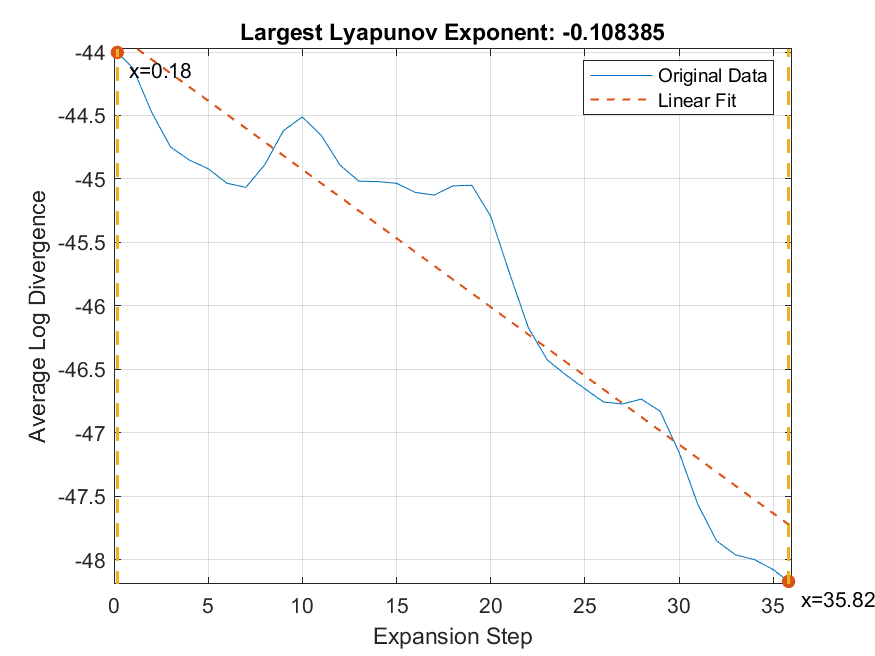 Largest Lyapunov Exponent: -0.108385
-44
x=0.18
Original Data
Linear Fit
-44.5
-45
-45.5
-46
-46.5
-47
-47.5
-48
Average Log Divergence
0 5 10 15 20 25 30 35
x=35.82
Expansion Step